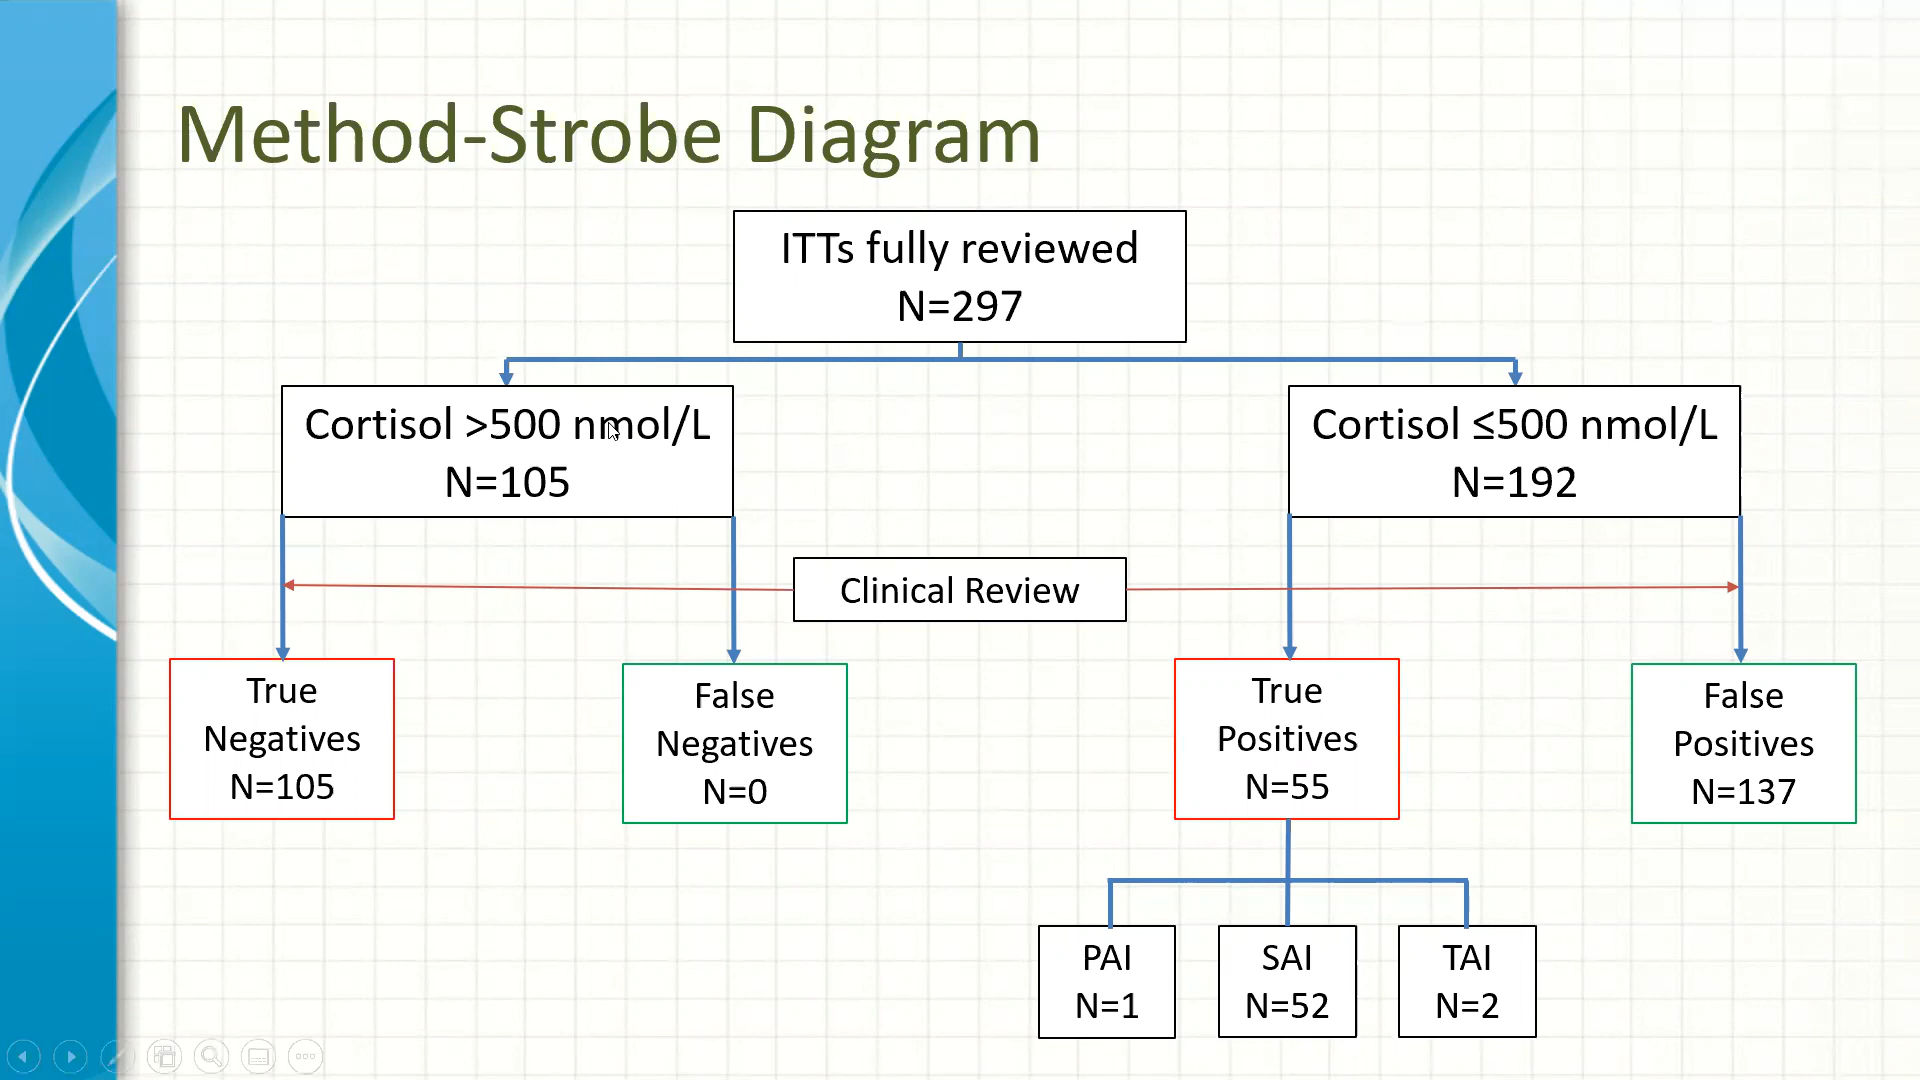 Method-Strobe Diagram
ITTs fully reviewed
N=297
Cortisol >500 nmol/L
N=105
Cortisol ≤500 nmol/L
N=192
Clinical Review
True
Negatives
N=105
False
Negatives
N=0
True
Positives
N=55
False
Positives
N=137
PAI
N=1
SAI
N=52
TAI
N=2